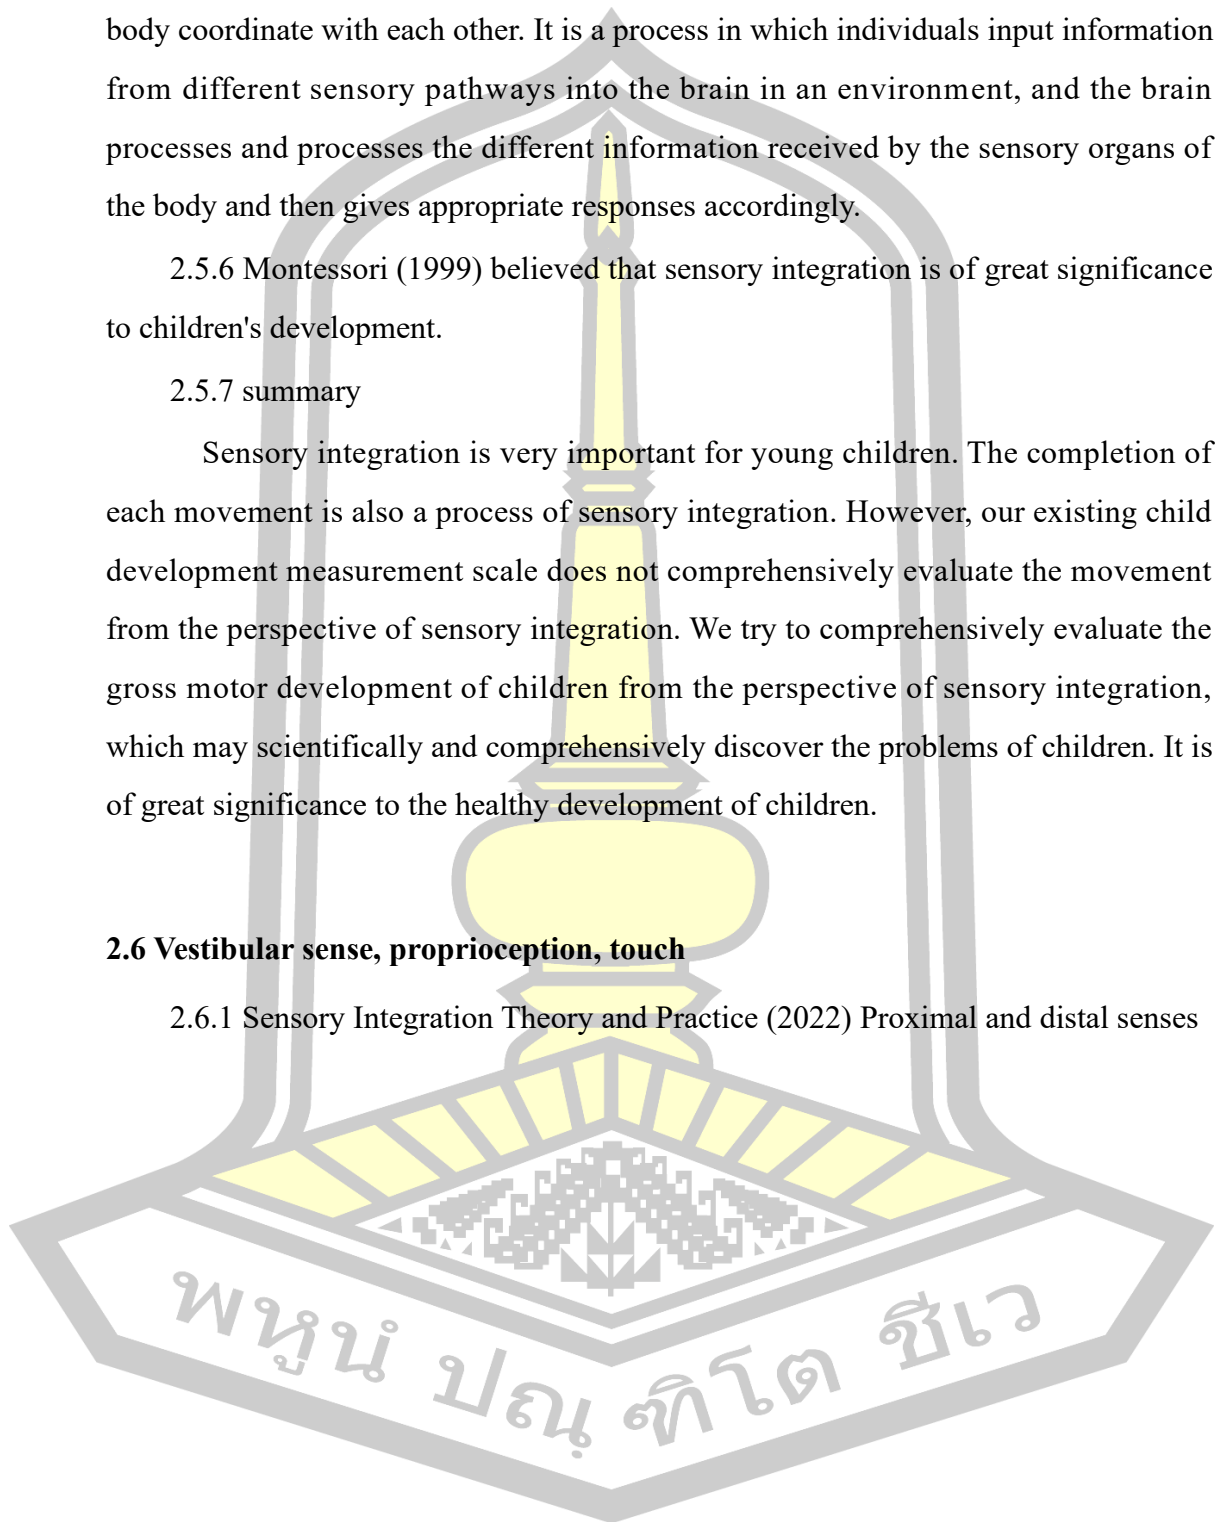 body coordinate with each other. It is a process in which individuals input information
from different sensory pathways into the brain in an environment, and the brain
processes and processes the different information received by the sensory organs of
the body and then gives appropriate responses accordingly.
2.5.6 Montessori (1999) believed that sensory integration is of great significance
to children's development.
2.5.7 summary
Sensory integration is very important for young children. The completion of
each movement is also a process of sensory integration. However, our existing child
development measurement scale does not comprehensively evaluate the movement
from the perspective of sensory integration. We try to comprehensively evaluate the
gross motor development of children from the perspective of sensory integration,
which may scientifically and comprehensively discover the problems of children. It is
of great significance to the healthy development of children.
2.6 Vestibular sense, proprioception, touch
2.6.1 Sensory Integration Theory and Practice (2022) Proximal and distal senses
พหูนํ ปณฺฑิโต ชีเว